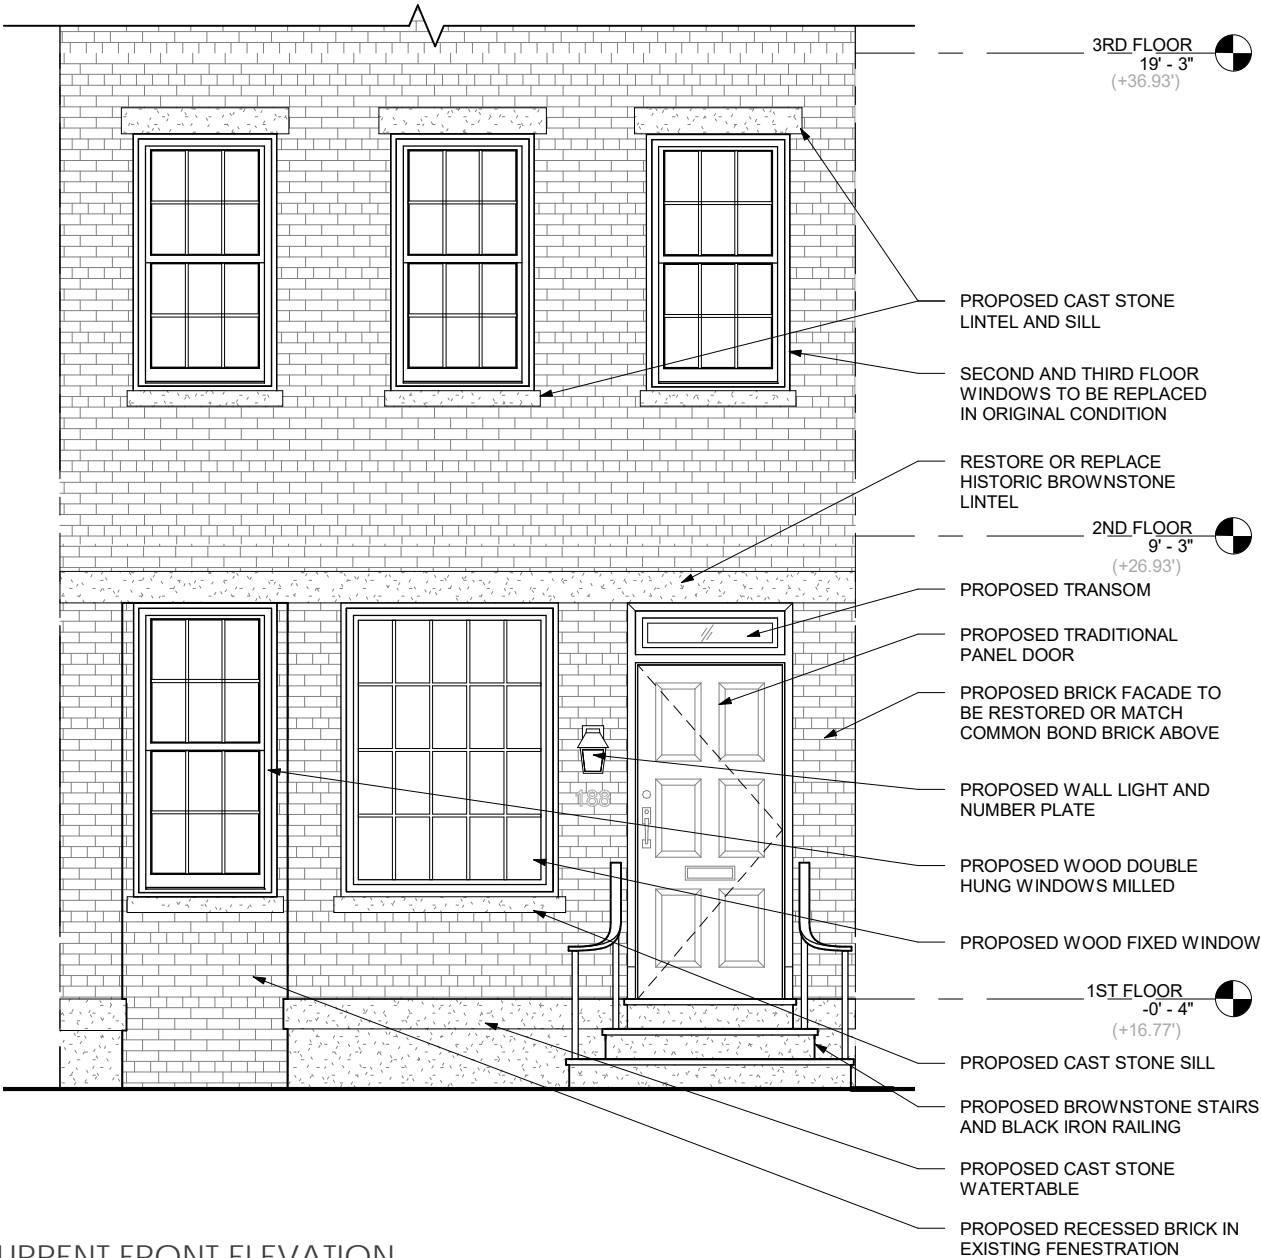 3RD FLOOR
19' - 3"
(+36.93')
PROPOSED CAST STONE
LINTEL AND SILL
SECOND AND THIRD FLOOR
WINDOWS TO BE REPLACED
IN ORIGINAL CONDITION
RESTORE OR REPLACE
HISTORIC BROWNSTONE
LINTEL
2ND FLOOR
9' - 3"
(+26.93')
PROPOSED TRANSOM
PROPOSED TRADITIONAL
PANEL DOOR
PROPOSED BRICK FACADE TO
BE RESTORED OR MATCH
COMMON BOND BRICK ABOVE
188
PROPOSED WALL LIGHT AND
NUMBER PLATE
PROPOSED WOOD DOUBLE
HUNG WINDOWS MILLED
PROPOSED WOOD FIXED WINDOW
1ST FLOOR
-0' - 4"
(+16.77')
PROPOSED CAST STONE SILL
PROPOSED BROWNSTONE STAIRS
AND BLACK IRON RAILING
PROPOSED CAST STONE
WATERTABLE
PROPOSED RECESSED BRICK IN
EXISTING FENESTRATION
FRONT ELEVATION